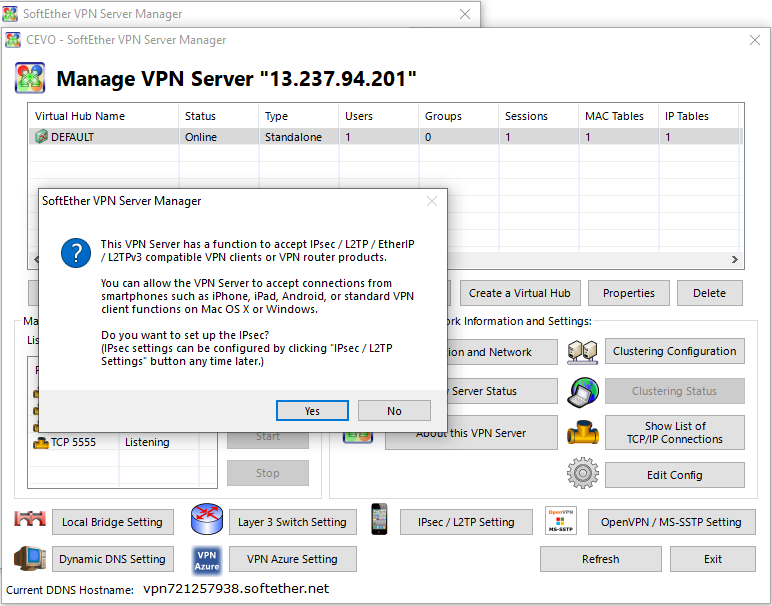 SoftEther VPN Server Manager
CEVO - SoftEther VPN Server Manager
Manage VPN Server "13.237.94.201"
Virtual Hub Name Status Type Users Groups Sessions MAC Tables IP Tables
DEFAULT Online Standalone 1 0 1 1 1
SoftEther VPN Server Manager
This VPN Server has a function to accept IPsec / L2TP / EtherIP
/ L2TPv3 compatible VPN clients or VPN router products.
You can allow the VPN Server to accept connections from
smartphones such as iPhone, iPad, Android, or standard VPN
client functions on Mac OS X or Windows.
Do you want to set up the IPsec?
(IPsec settings can be configured by clicking "IPsec / L2TP
Settings" button any time later.)
Yes No
Create a Virtual Hub Properties Delete
Information and Settings:
and Network Clustering Configuration
Server Status Clustering Status
About this VPN Server Show List of
TCP/IP Connections
TCP 5555 Listening
Start
Stop
Edit Config
Local Bridge Setting Layer 3 Switch Setting IPsec / L2TP Setting OpenVPN MS-SSTP OpenVPN / MS-SSTP Setting
Dynamic DNS Setting VPN Azure VPN Azure Setting Refresh Exit
Current DDNS Hostname: vpn721257938.softether.net